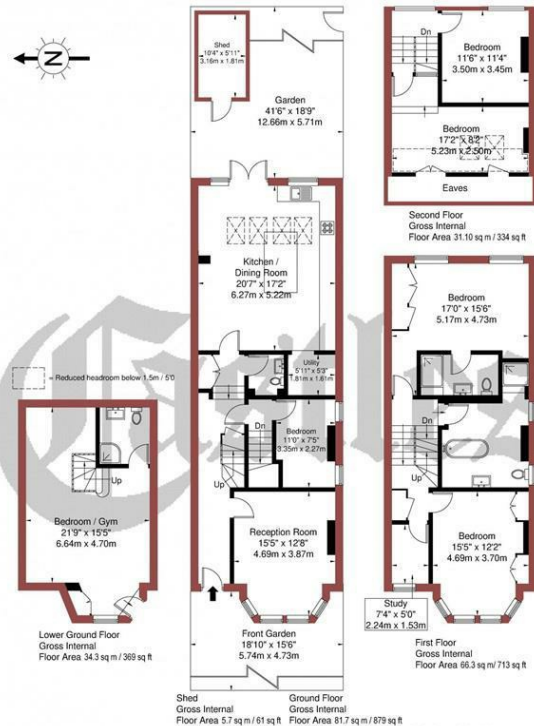 N
Shed
10'4" x 5'11"
3.16m x 1.81m
Garden
41'6" x 18'9"
12.66m x 5.71m
Kitchen /
Dining Room
20'7" x 17'2"
6.27m x 5.22m
Utility
5'11" x 5'3"
1.81m x 1.61m
Dn
Bedroom
11'0" x 7'5"
3.35m x 2.27m
Up
Reception Room
15'5" x 12'8"
4.69m x 3.87m
Front Garden
18'10" x 15'6"
5.74m x 4.73m
Shed
Gross Internal
Floor Area 5.7 sq m / 61 sq ft
Ground Floor
Gross Internal
Floor Area 81.7 sq m / 879 sq ft
= Reduced headroom below 1.5m / 5'0
Up
Bedroom / Gym
21'9" x 15'5"
6.64m x 4.70m
Lower Ground Floor
Gross Internal
Floor Area 34.3 sq m / 369 sq ft
Dn
Bedroom
11'6" x 11'4"
3.50m x 3.45m
Bedroom
17'2" x 8'2"
5.23m x 2.50m
Eaves
Second Floor
Gross Internal
Floor Area 31.10 sq m / 334 sq ft
Bedroom
17'0" x 15'6"
5.17m x 4.73m
Dn
Up
Bedroom
15'5" x 12'2"
4.69m x 3.70m
Study
7'4" x 5'0"
2.24m x 1.53m
First Floor
Gross Internal
Floor Area 66.3 sq m / 713 sq ft
Castles